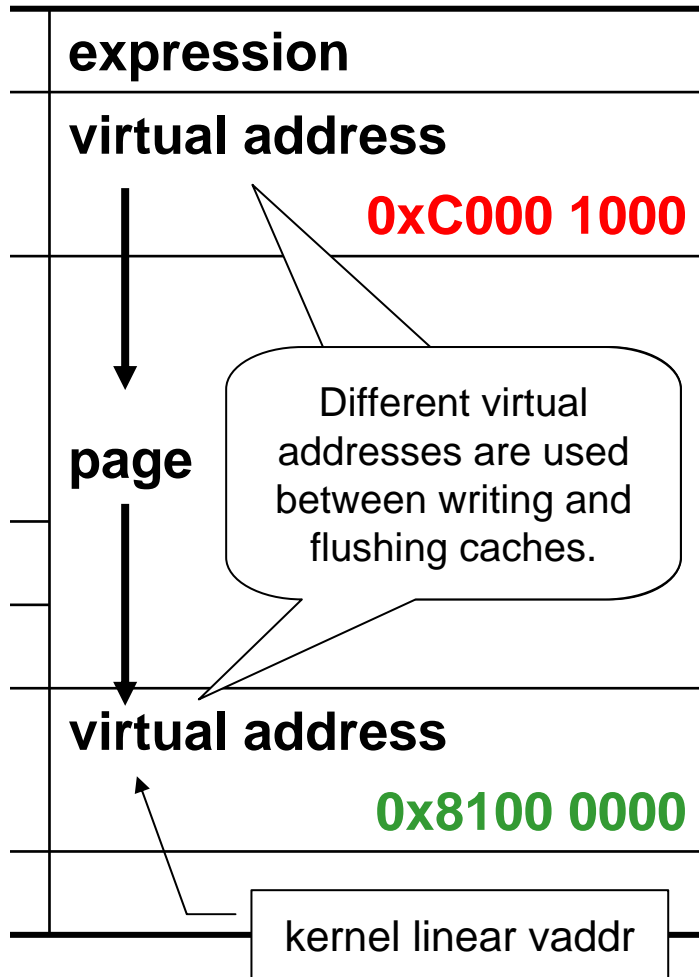 expression
virtual address
0xC000 1000
Different virtual
addresses are used
between writing and
flushing caches.
page
virtual address
0x8100 0000
kernel linear vaddr